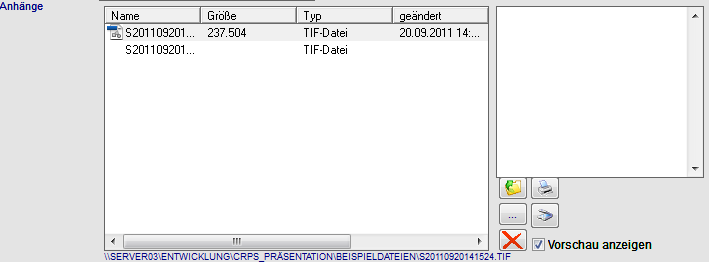 Anhänge
Name Größe Typ geändert
S201109201... 237.504 TIF-Datei 20.09.2011 14:...
S201109201... TIF-Datei
...
Vorschau anzeigen
\\SERVER03\ENTWICKLUNG\CRPS_PRÄSENTATION\BEISPIELDATEIEN\S20110920141524.TIF